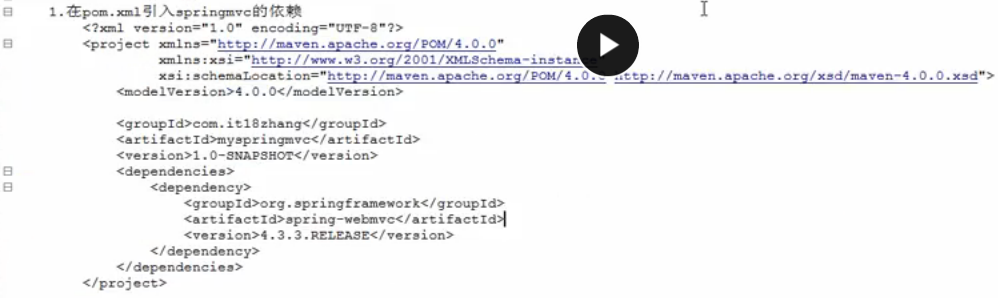 1.在pom.xml引入springmvc的依赖
<?xml version="1.0" encoding="UTF-8"?>
<project xmlns="http://maven.apache.org/POM/4.0.0"
xmlns:xsi="http://www.w3.org/2001/XMLSchema-instance"
xsi:schemaLocation="http://maven.apache.org/POM/4.0.0 http://maven.apache.org/xsd/maven-4.0.0.xsd">
<modelVersion>4.0.0</modelVersion>
<groupId>com.it18zhang</groupId>
<artifactId>myspringmvc</artifactId>
<version>1.0-SNAPSHOT</version>
<dependencies>
<dependency>
<groupId>org.springframework</groupId>
<artifactId>spring-webmvc</artifactId>
<version>4.3.3.RELEASE</version>
</dependency>
</dependencies>
</project>